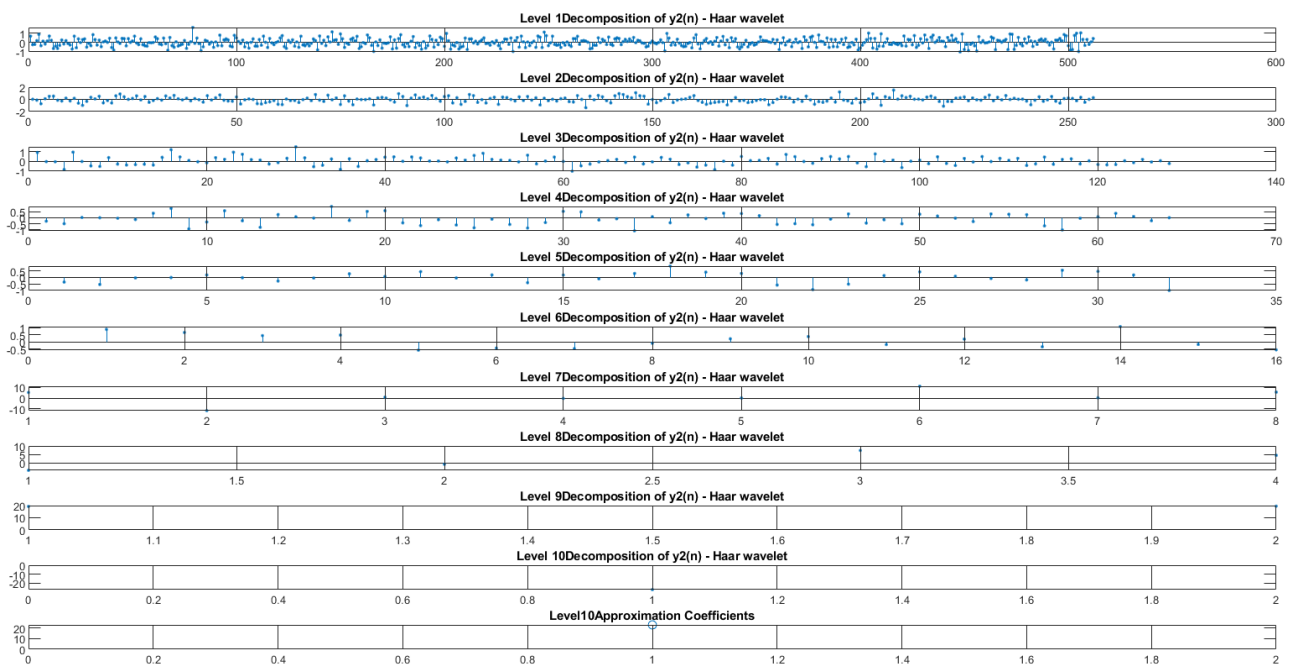 Level 1Decomposition of y2(n) - Haar wavelet
1
0
-1
0 100 200 300 400 500 600
Level 2Decomposition of y2(n) - Haar wavelet
2
0
-2
0 50 100 150 200 250 300
Level 3Decomposition of y2(n) - Haar wavelet
1
0
-1
0 20 40 60 80 100 120 140
Level 4Decomposition of y2(n) - Haar wavelet
0.5
0
-0.5
-1
0 10 20 30 40 50 60 70
Level 5Decomposition of y2(n) - Haar wavelet
0.5
0
-0.5
-1
0 5 10 15 20 25 30 35
Level 6Decomposition of y2(n) - Haar wavelet
1
0.5
0
-0.5
0 2 4 6 8 10 12 14 16
Level 7Decomposition of y2(n) - Haar wavelet
10
0
-10
1 2 3 4 5 6 7 8
Level 8Decomposition of y2(n) - Haar wavelet
10
5
0
1 1.5 2 2.5 3 3.5 4
Level 9Decomposition of y2(n) - Haar wavelet
20
10
0
1 1.1 1.2 1.3 1.4 1.5 1.6 1.7 1.8 1.9 2
Level 10Decomposition of y2(n) - Haar wavelet
0
-10
-20
0 0.2 0.4 0.6 0.8 1 1.2 1.4 1.6 1.8 2
Level10Approximation Coefficients
20
10
0
0 0.2 0.4 0.6 0.8 1 1.2 1.4 1.6 1.8 2